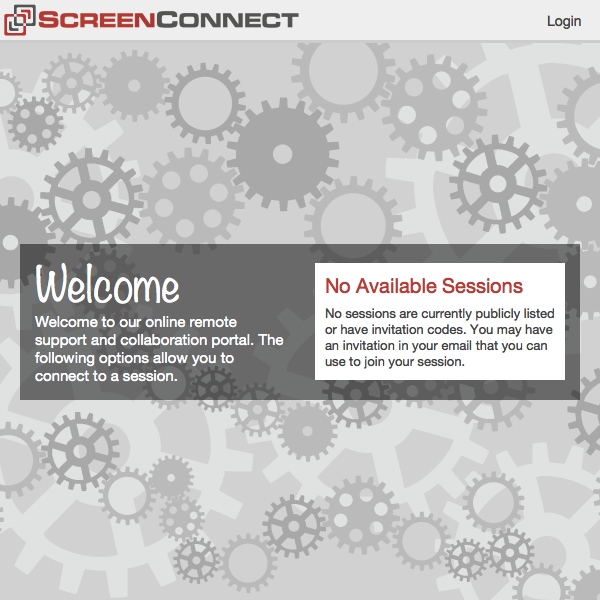 SCREENCONNECT
Login
Welcome
Welcome to our online remote
support and collaboration portal. The
following options allow you to
connect to a session.
No Available Sessions
No sessions are currently publicly listed
or have invitation codes. You may have
an invitation in your email that you can
use to join your session.